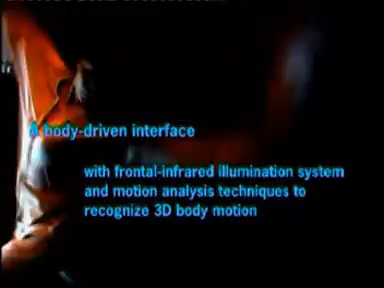 A body-driven interface
with frontal-infrared illumination system
and motion analysis techniques to
recognize 3D body motion